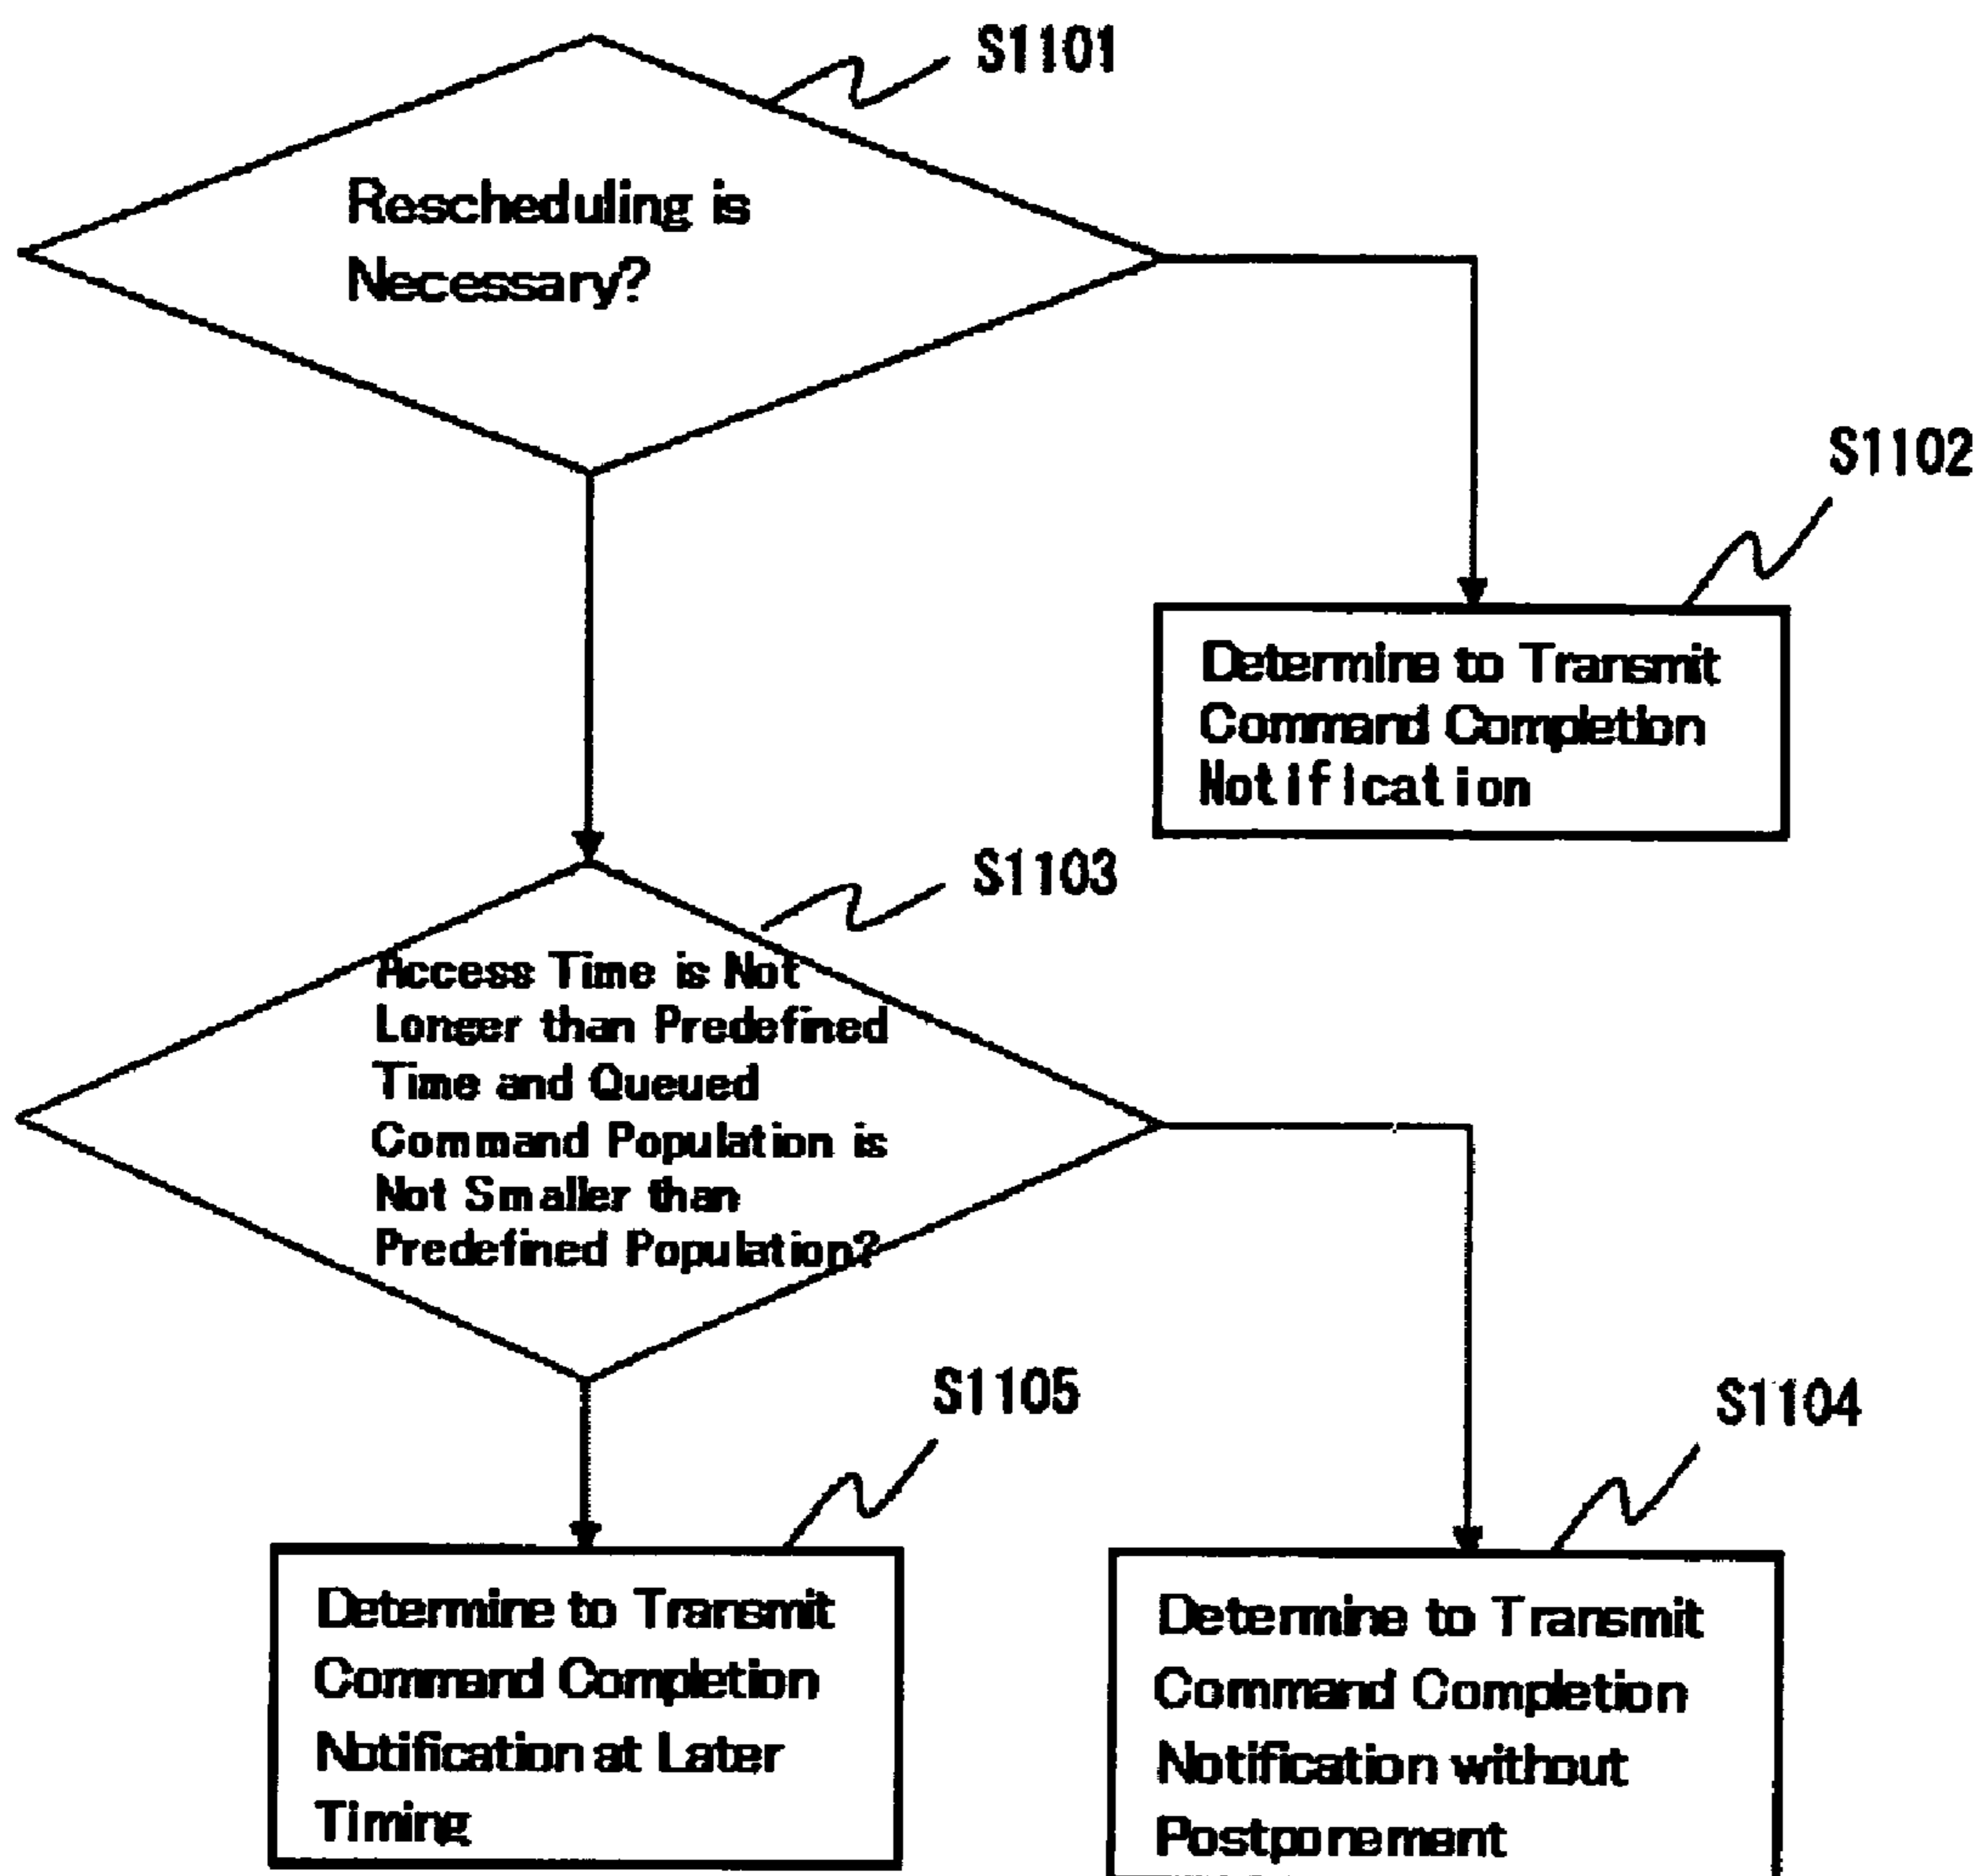 S1101
Rescheduling is
Necessary?
S1102
Determine to Transmit
Command Completion
Notification
S1103
Access Time is Not
Longer than Predefined
Time and Queued
Command Population is
Not Smaller than
Predefined Population?
S1105
Determine to Transmit
Command Completion
Notification at Later
Timing
S1104
Determine to Transmit
Command Completion
Notification without
Postponement